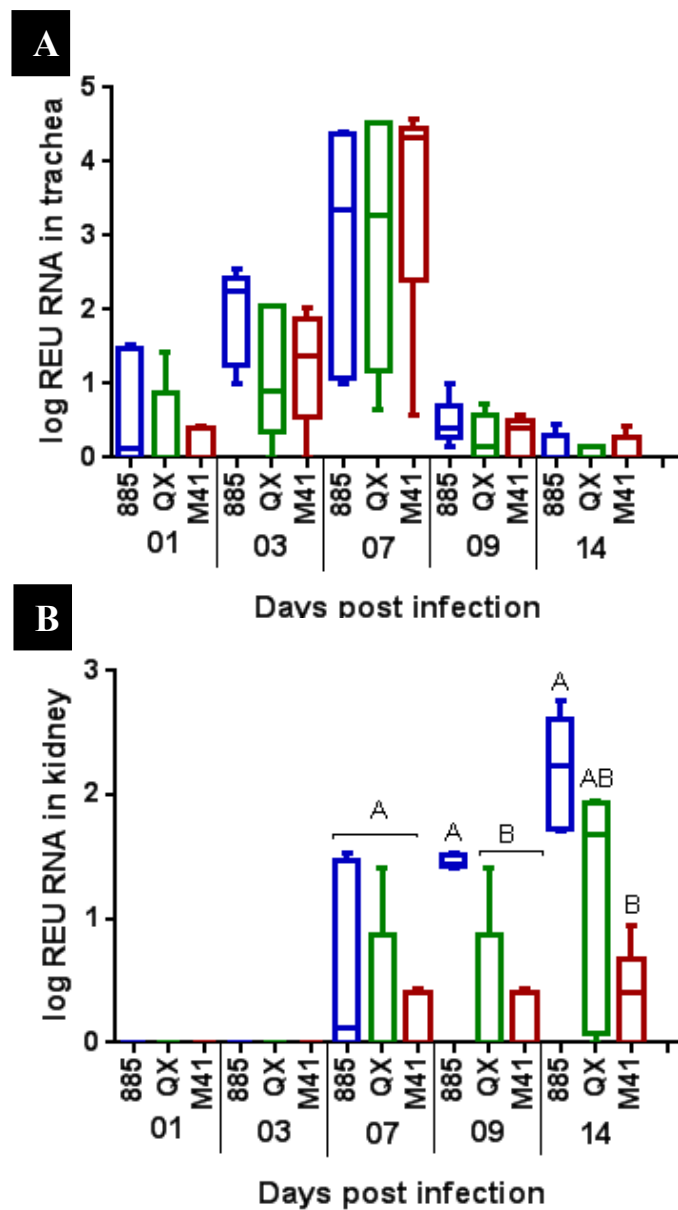 A
log REU RNA in trachea
5
4
3
2
1
0
885 QX M41 885 QX M41 885 QX M41 885 QX M41 885 QX M41
01 03 07 09 14
Days post infection
B
log REU RNA in kidney
3
2
1
0
A
A
B
A
AB
B
885 QX M41 885 QX M41 885 QX M41 885 QX M41 885 QX M41
01 03 07 09 14
Days post infection